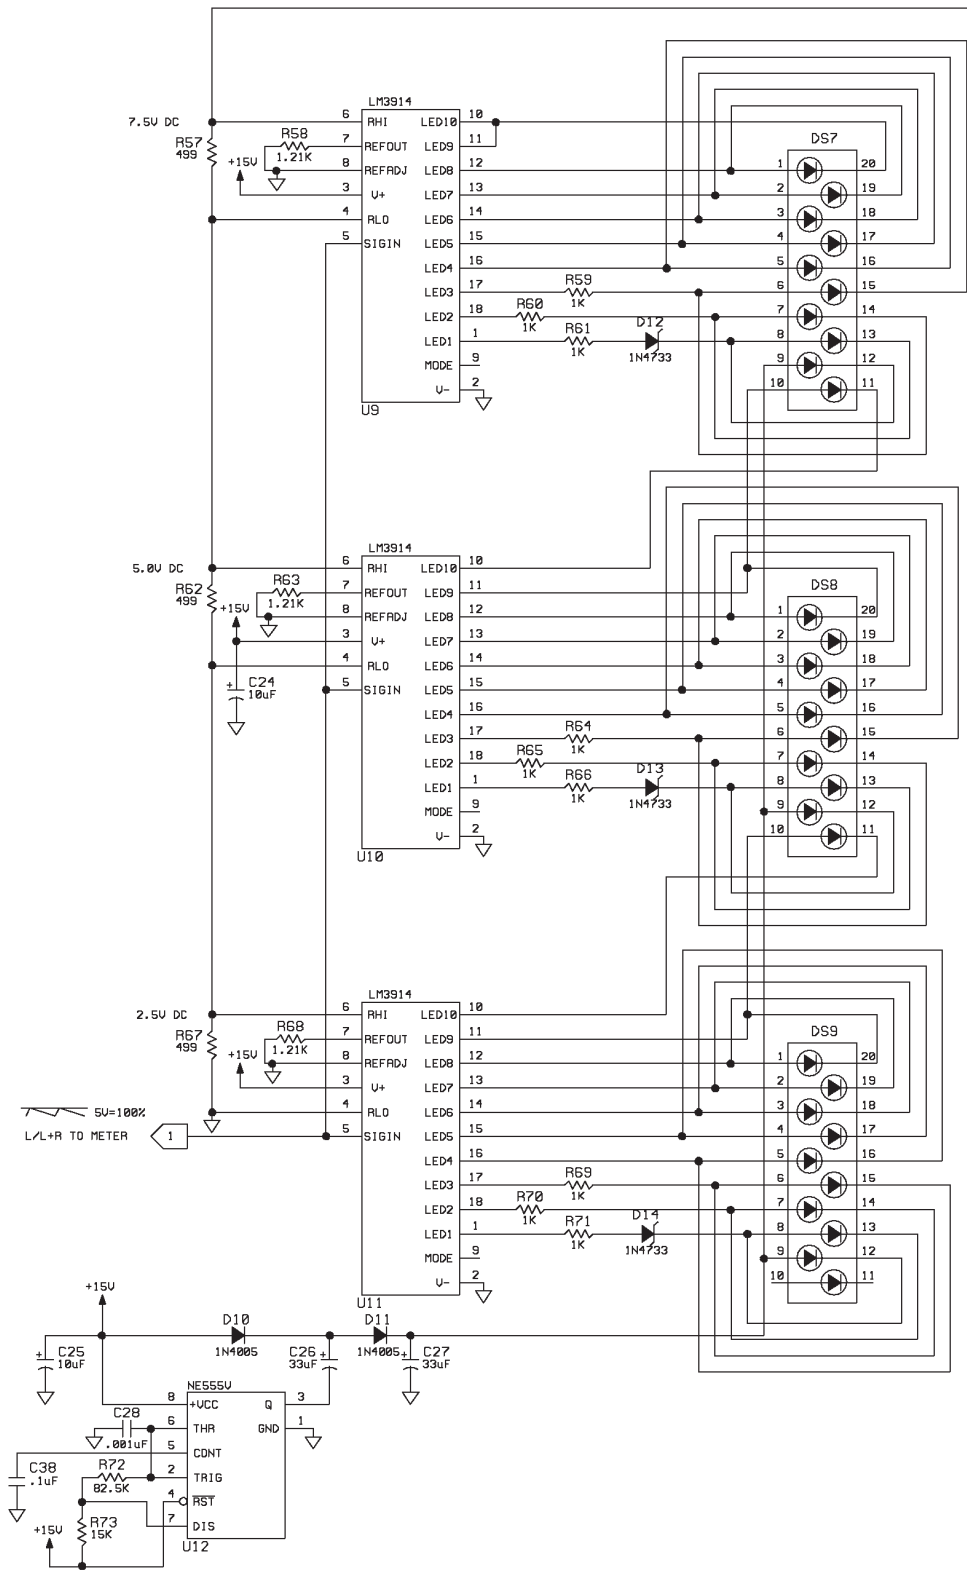 LM3914
7.5V DC
6 RHI LED10 10
R57
499
R58
1.21K
7 REFOUT LED9 11
DS7
+15V
8 REFADJ LED8 12
1 20
3 V+ LED7 13
2 19
4 RLO LED6 14
3 18
5 SIGIN LED5 15
4 17
LED4 16
5 16
LED3 17
R59
1K
6 15
LED2 18
R60
1K
7 14
LED1 1
R61
1K
D12
1N4733
8 13
MODE 9
9 12
V- 2
10 11
U9
LM3914
5.0V DC
6 RHI LED10 10
R62
499
R63
1.21K
7 REFOUT LED9 11
DS8
+15V
8 REFADJ LED8 12
1 20
3 V+ LED7 13
2 19
4 RLO LED6 14
3 18
C24
10uF
5 SIGIN LED5 15
4 17
LED4 16
5 16
LED3 17
R64
1K
6 15
LED2 18
R65
1K
7 14
LED1 1
R66
1K
D13
1N4733
8 13
MODE 9
9 12
V- 2
10 11
U10
LM3914
2.5V DC
6 RHI LED10 10
R67
499
R68
1.21K
7 REFOUT LED9 11
DS9
+15V
8 REFADJ LED8 12
1 20
3 V+ LED7 13
2 19
4 RLO LED6 14
3 18
5V=100%
L/L+R TO METER 1
5 SIGIN LED5 15
4 17
LED4 16
5 16
LED3 17
R69
1K
6 15
LED2 18
R70
1K
7 14
LED1 1
R71
1K
D14
1N4733
8 13
MODE 9
9 12
V- 2
10 11
U11
+15V
D10
1N4005
D11
1N4005
+ C25
10uF
C26 +
33uF
+ C27
33uF
NE555V
8 +VCC Q 3
C28
.001uF
6 THR GND 1
5 CONT
C38
.1uF
R72
82.5K
2 TRIG
4 RST
+15V
R73
15K
7 DIS
U12